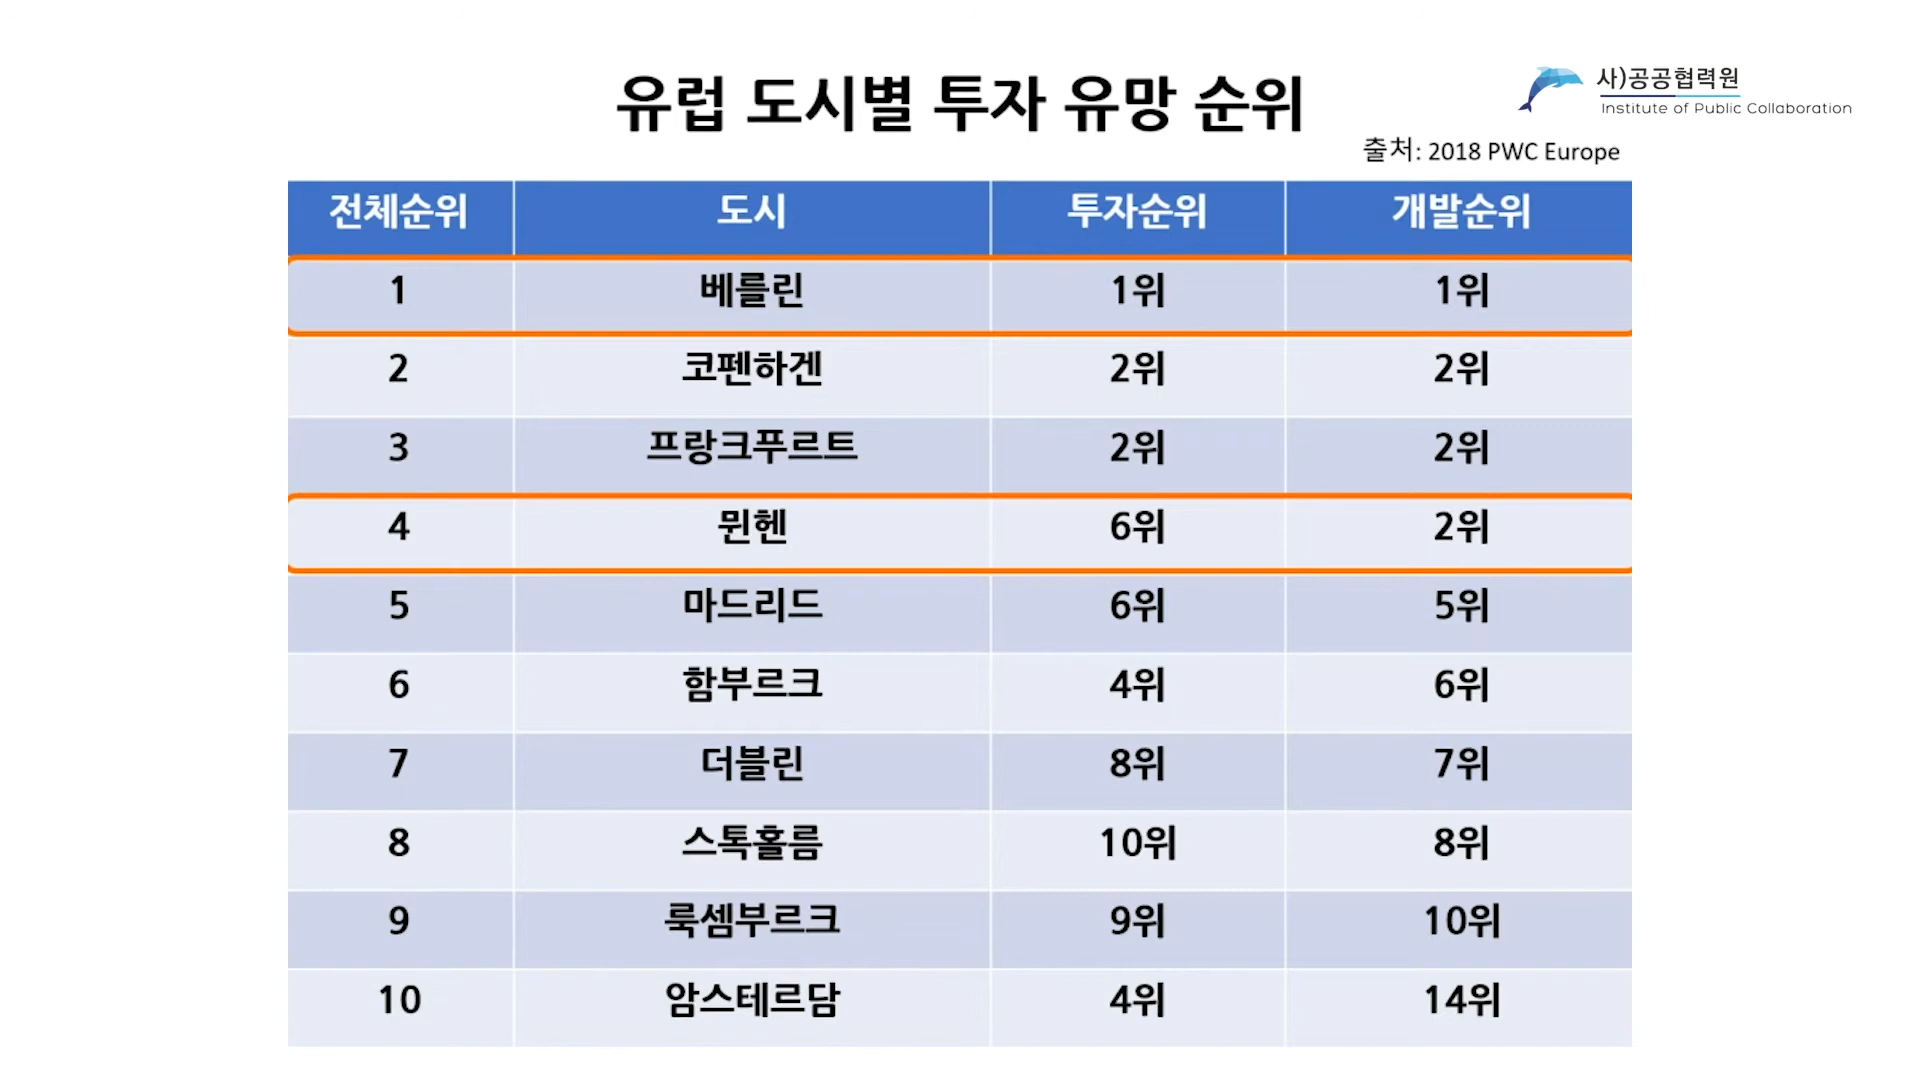 유럽 도시별 투자 유망 순위
사)공공협력원
Institute of Public Collaboration
출처: 2018 PWC Europe
전체순위 도시 투자순위 개발순위
1 베를린 1위 1위
2 코펜하겐 2위 2위
3 프랑크푸르트 2위 2위
4 뮌헨 6위 2위
5 마드리드 6위 5위
6 함부르크 4위 6위
7 더블린 8위 7위
8 스톡홀름 10위 8위
9 룩셈부르크 9위 10위
10 암스테르담 4위 14위